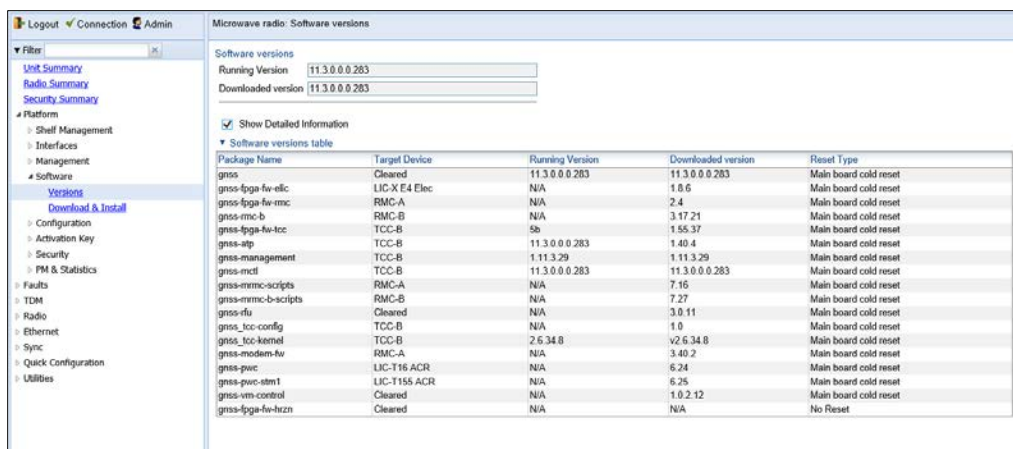 Logout Connection Admin
Filter
Unit Summary
Radio Summary
Security Summary
Platform
Shelf Management
Interfaces
Management
Software
Versions
Download & Install
Configuration
Activation Key
Security
PM & Statistics
Faults
TDM
Radio
Ethernet
Sync
Quick Configuration
Utilities
Microwave radio: Software versions
Software versions
Running Version 11.3.0.0.0.283
Downloaded version 11.3.0.0.0.283
Show Detailed Information
Software versions table
Package Name Target Device Running Version Downloaded version Reset Type
gnss Cleared 11.3.0.0.0.283 11.3.0.0.0.283 Main board cold reset
gnss-fpga-fw-elic LIC-X E4 Elec N/A 1.8.6 Main board cold reset
gnss-fpga-fw-rmc RMC-A N/A 2.4 Main board cold reset
gnss-rmc-b RMC-B N/A 3.17.21 Main board cold reset
gnss-fpga-fw-tcc TCC-B 5b 1.55.37 Main board cold reset
gnss-atp TCC-B 11.3.0.0.0.283 1.40.4 Main board cold reset
gnss-management TCC-B 1.11.3.29 1.11.3.29 Main board cold reset
gnss-mctl TCC-B 11.3.0.0.0.283 11.3.0.0.0.283 Main board cold reset
gnss-mrmc-scripts RMC-A N/A 7.16 Main board cold reset
gnss-mrmc-b-scripts RMC-B N/A 7.27 Main board cold reset
gnss-rfu Cleared N/A 3.0.11 Main board cold reset
gnss_tcc-config TCC-B N/A 1.0 Main board cold reset
gnss_tcc-kernel TCC-B 2.6.34.8 v2.6.34.8 Main board cold reset
gnss-modem-fw RMC-A N/A 3.40.2 Main board cold reset
gnss-pwc LIC-T16 ACR N/A 6.24 Main board cold reset
gnss-pwc-stm1 LIC-T155 ACR N/A 6.25 Main board cold reset
gnss-vm-control Cleared N/A 1.0.2.12 Main board cold reset
gnss-fpga-fw-hrzn Cleared N/A N/A No Reset